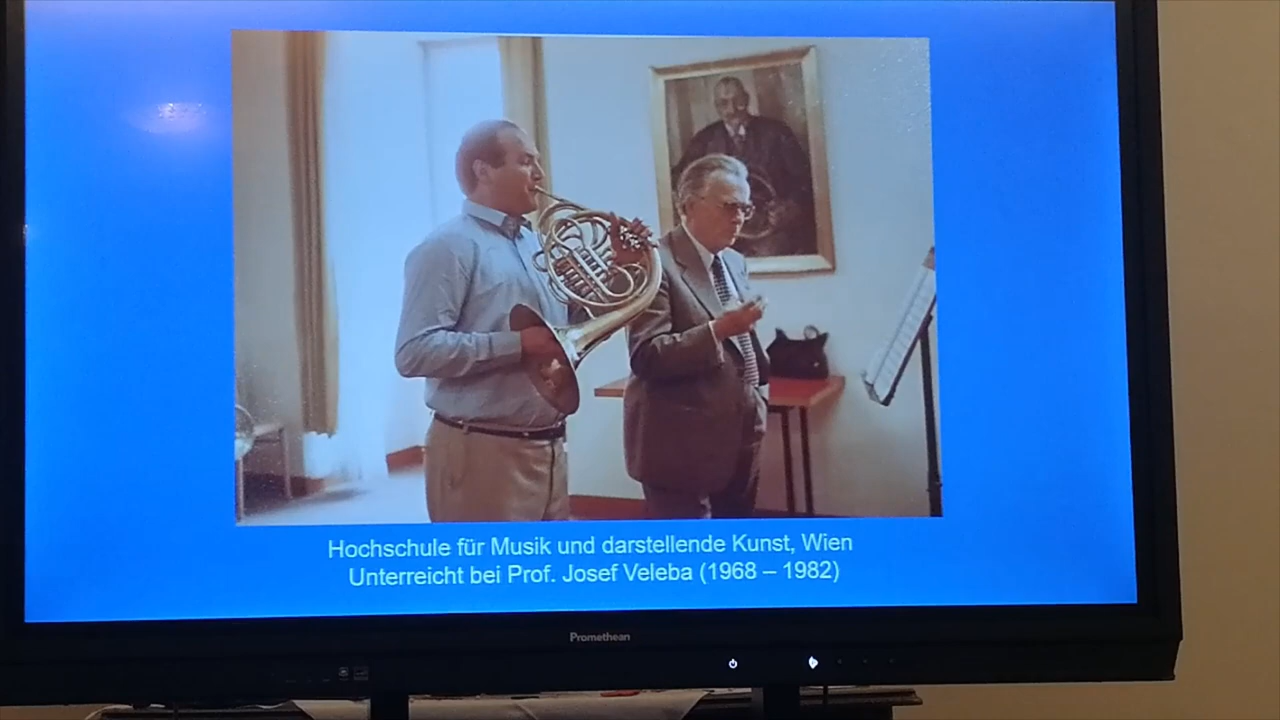 Hochschule für Musik und darstellende Kunst, Wien
Unterreicht bei Prof. Josef Veleba (1968 – 1982)
Promethean